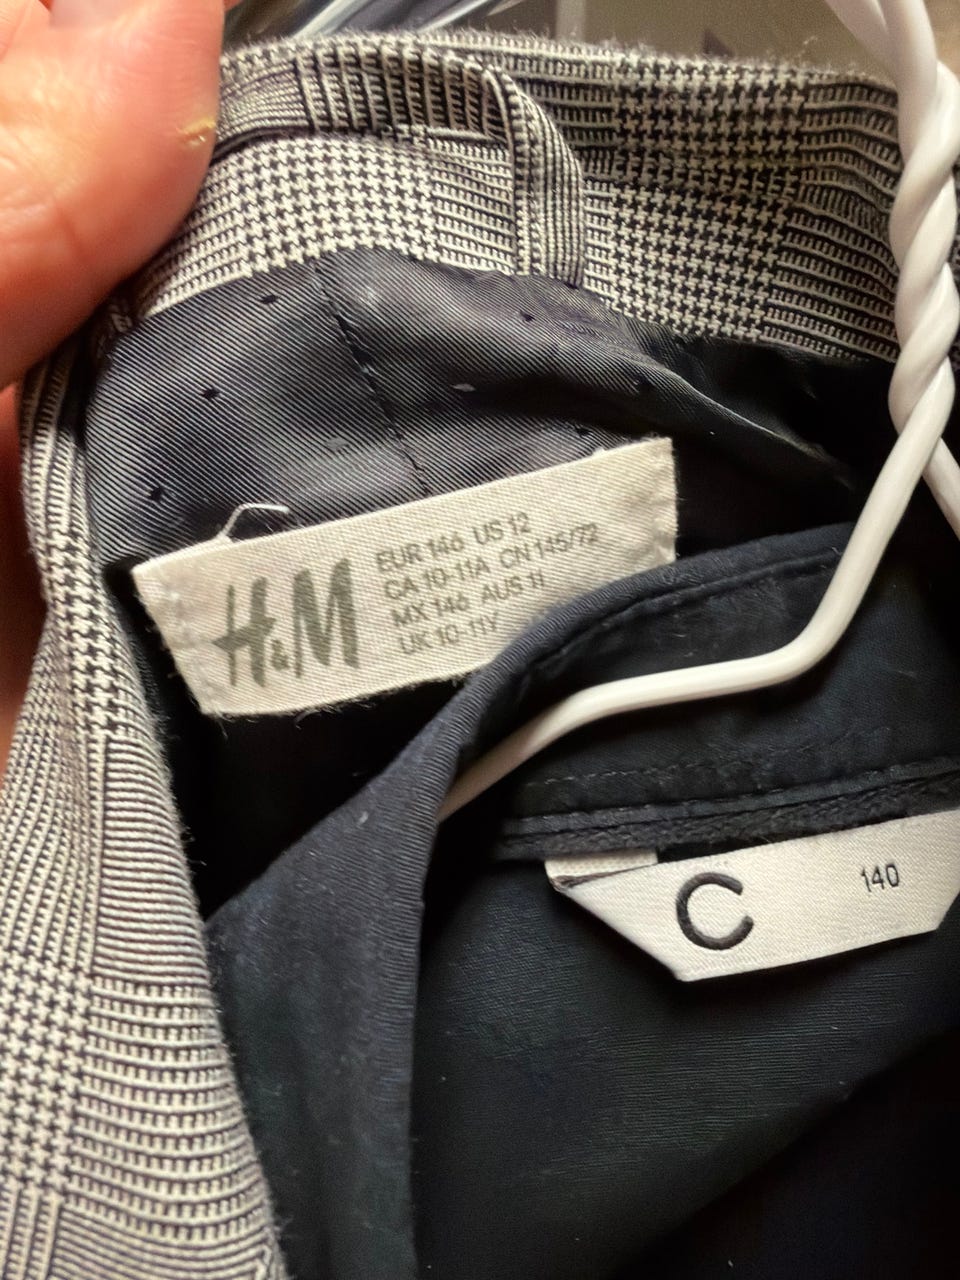 H&M
EUR 146 US 12
CA 10-11A CN 145/72
MX 146 AUS 11
UK 10-11Y
C
140